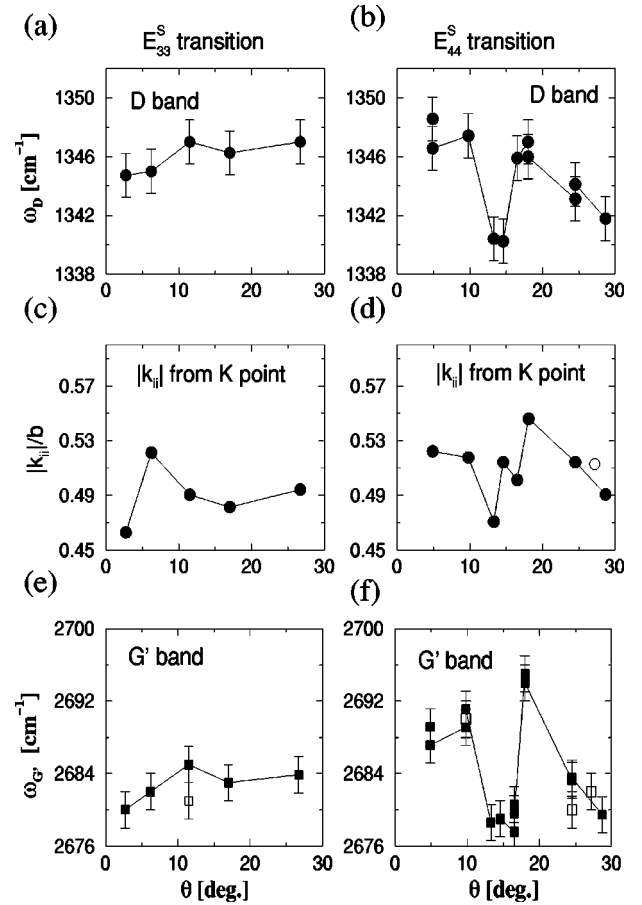 (a)
E^S_33 transition
(b)
E^S_44 transition
D band
ω_D [cm⁻¹]
1350
1346
1342
1338
0 10 20 30
D band
1350
1346
1342
1338
0 10 20 30
(c)
(d)
|k_ii| from K point
|k_ii|/b
0.57
0.53
0.49
0.45
0 10 20 30
|k_ii| from K point
0.57
0.53
0.49
0.45
0 10 20 30
(e)
(f)
G' band
ω_G' [cm⁻¹]
2700
2692
2684
2676
0 10 20 30
θ [deg.]
G' band
2700
2692
2684
2676
0 10 20 30
θ [deg.]